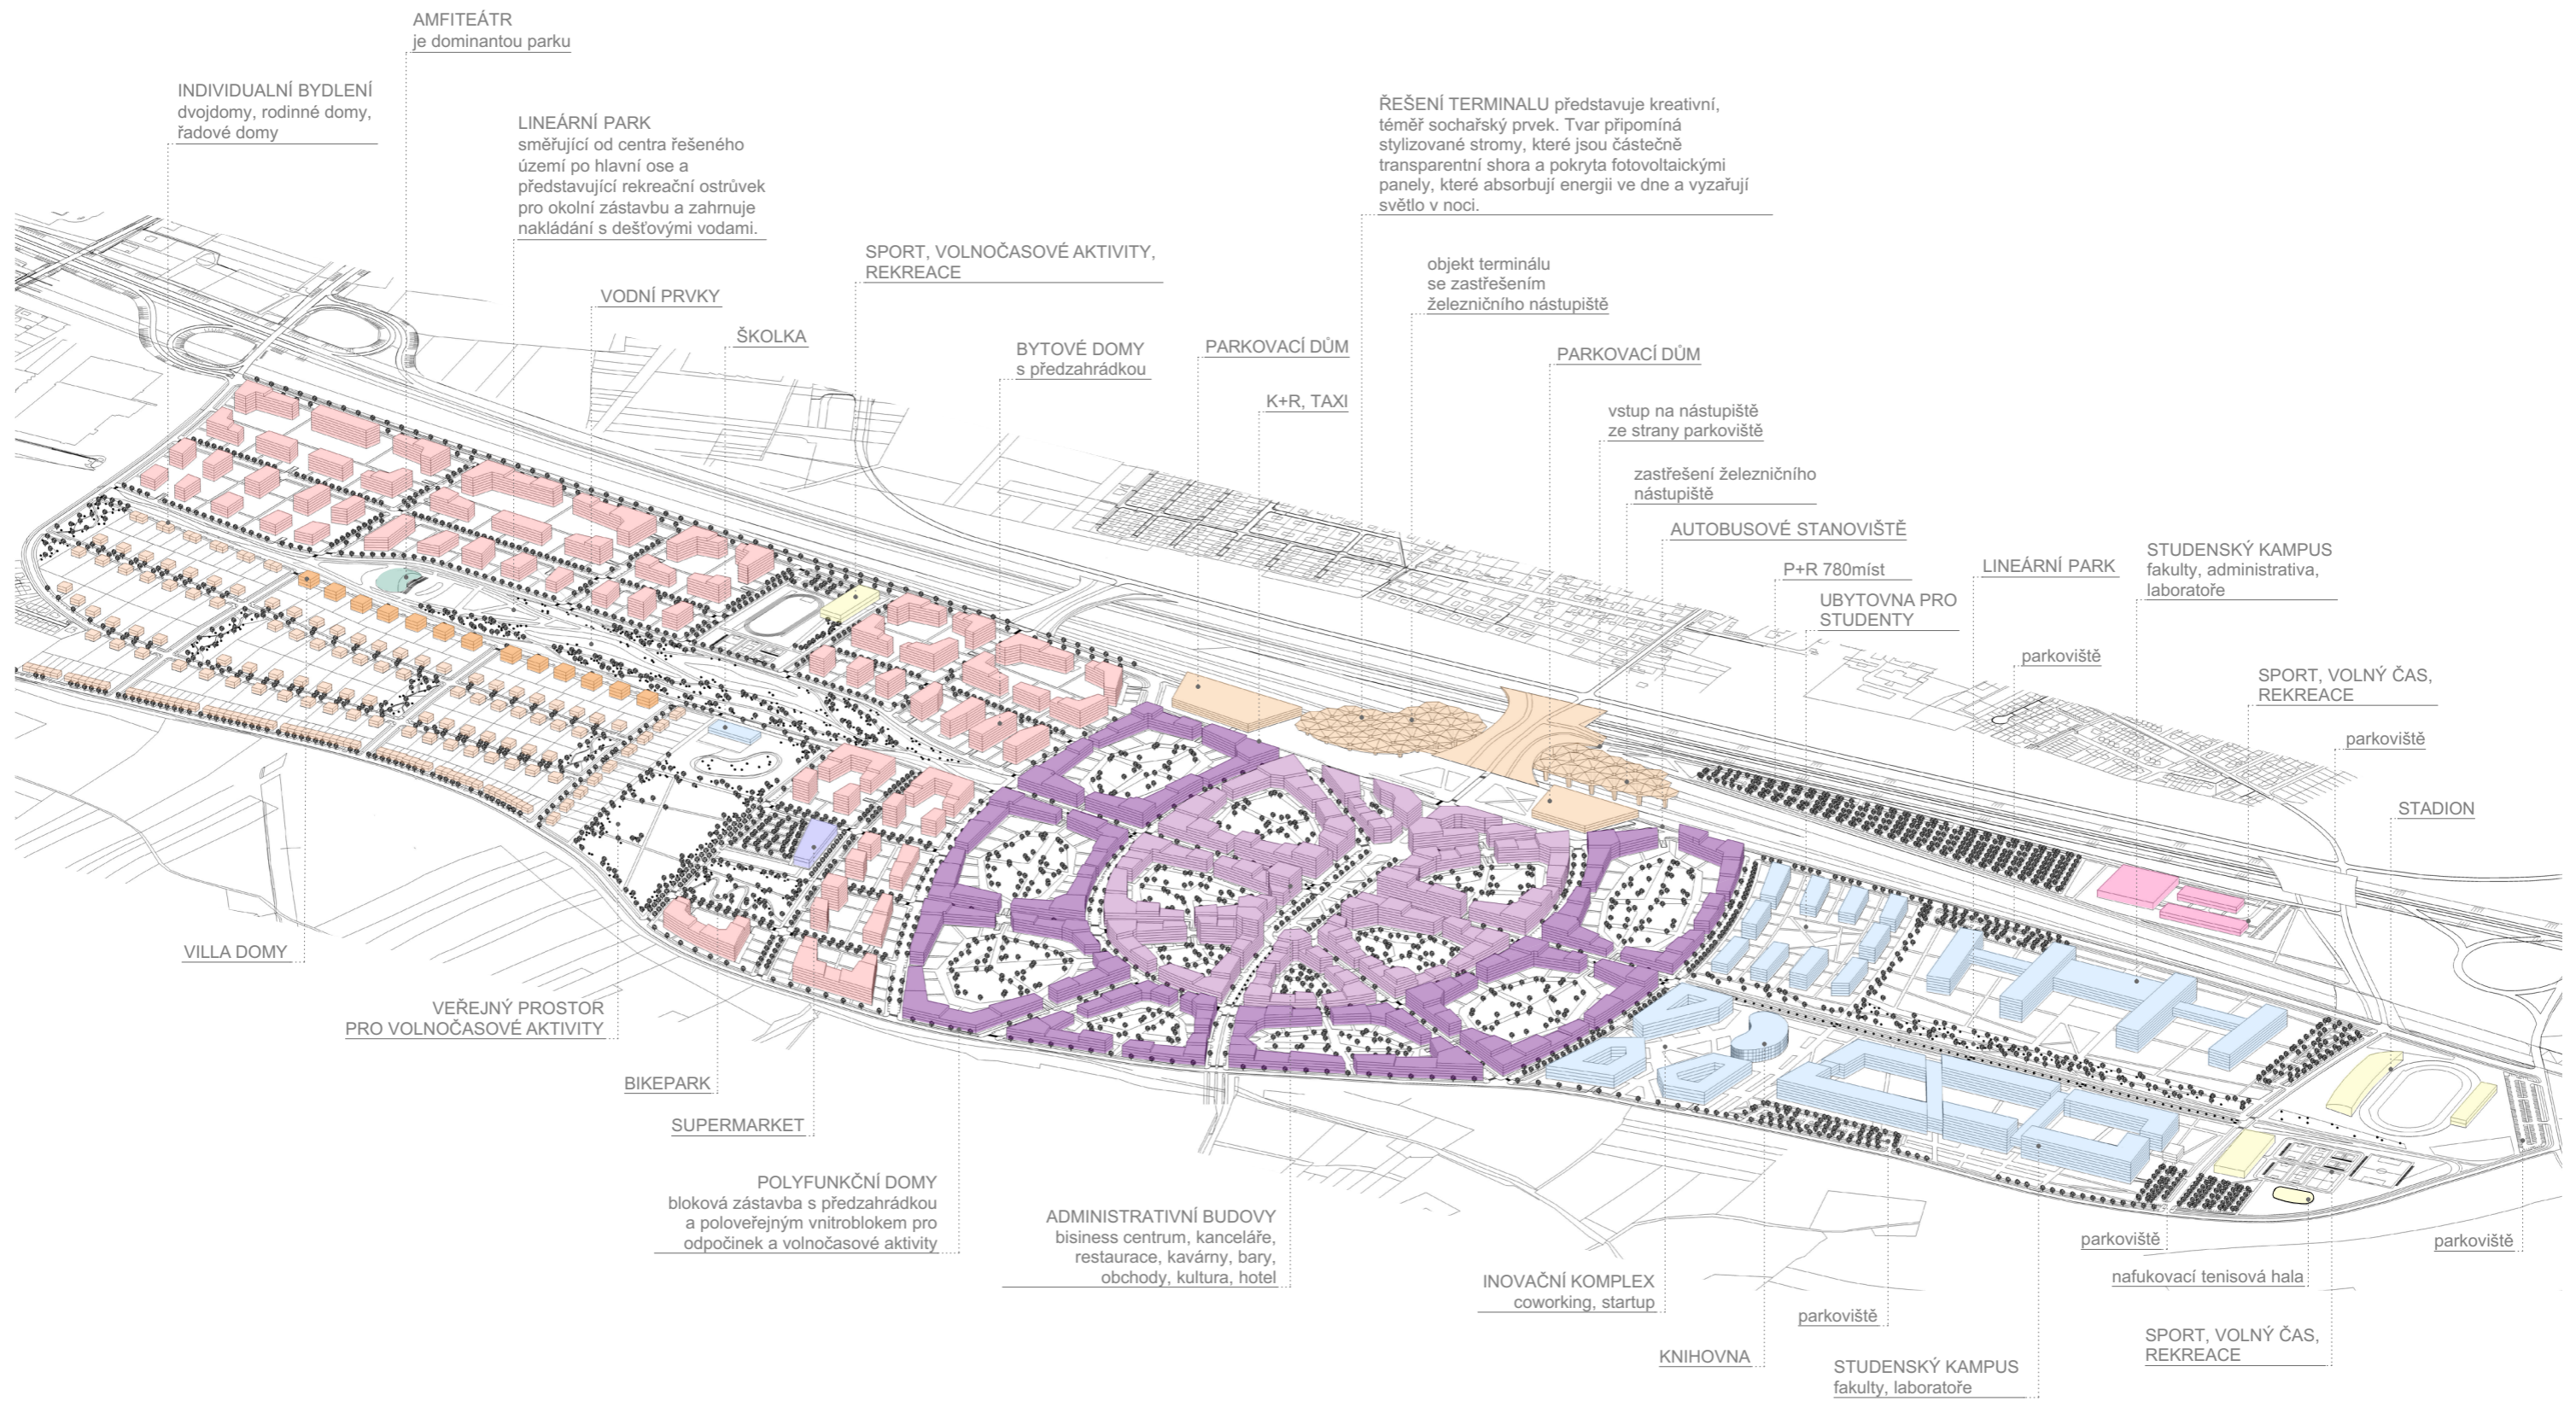 AMFITEÁTR
je dominantou parku
INDIVIDUALNÍ BYDLENÍ
dvojdomy, rodinné domy,
řadové domy
LINEÁRNÍ PARK
směřující od centra řešeného
území po hlavní ose a
představující rekreační ostrůvek
pro okolní zástavbu a zahrnuje
nakládání s dešťovými vodami.
ŘEŠENÍ TERMINALU představuje kreativní,
téměř sochařský prvek. Tvar připomíná
stylizované stromy, které jsou částečně
transparentní shora a pokryta fotovoltaickými
panely, které absorbují energii ve dne a vyzařují
světlo v noci.
SPORT, VOLNOČASOVÉ AKTIVITY,
REKREACE
objekt terminálu
se zastřešením
železničního nástupiště
VODNÍ PRVKY
ŠKOLKA
BYTOVÉ DOMY
s předzahrádkou
PARKOVACÍ DŮM
PARKOVACÍ DŮM
K+R, TAXI
vstup na nástupiště
ze strany parkoviště
zastřešení železničního
nástupiště
AUTOBUSOVÉ STANOVIŠTĚ
P+R 780míst
LINEÁRNÍ PARK
STUDENSKÝ KAMPUS
fakulty, administrativa,
laboratoře
UBYTOVNA PRO
STUDENTY
parkoviště
SPORT, VOLNÝ ČAS,
REKREACE
parkoviště
STADION
VILLA DOMY
VEŘEJNÝ PROSTOR
PRO VOLNOČASOVÉ AKTIVITY
BIKEPARK
SUPERMARKET
POLYFUNKČNÍ DOMY
bloková zástavba s předzahrádkou
a poloveřejným vnitroblokem pro
odpočinek a volnočasové aktivity
ADMINISTRATIVNÍ BUDOVY
bisiness centrum, kanceláře,
restaurace, kavárny, bary,
obchody, kultura, hotel
INOVAČNÍ KOMPLEX
coworking, startup
KNIHOVNA
parkoviště
STUDENSKÝ KAMPUS
fakulty, laboratoře
parkoviště
nafukovací tenisová hala
SPORT, VOLNÝ ČAS,
REKREACE
parkoviště